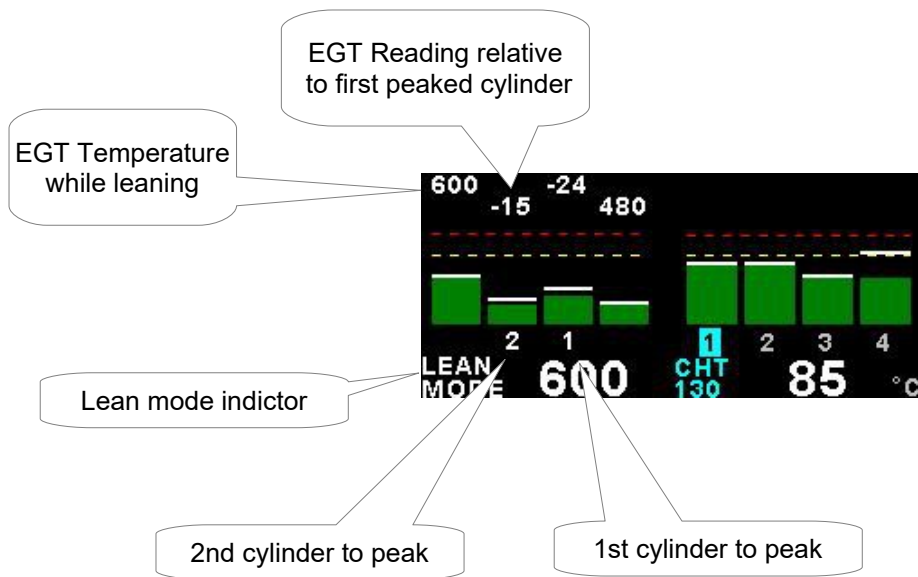 EGT Reading relative
to first peaked cylinder
EGT Temperature
while leaning
600 -24
-15 480
2 1 1 2 3 4
LEAN CHT
MODE 600 130 85 °C
Lean mode indictor
2nd cylinder to peak
1st cylinder to peak